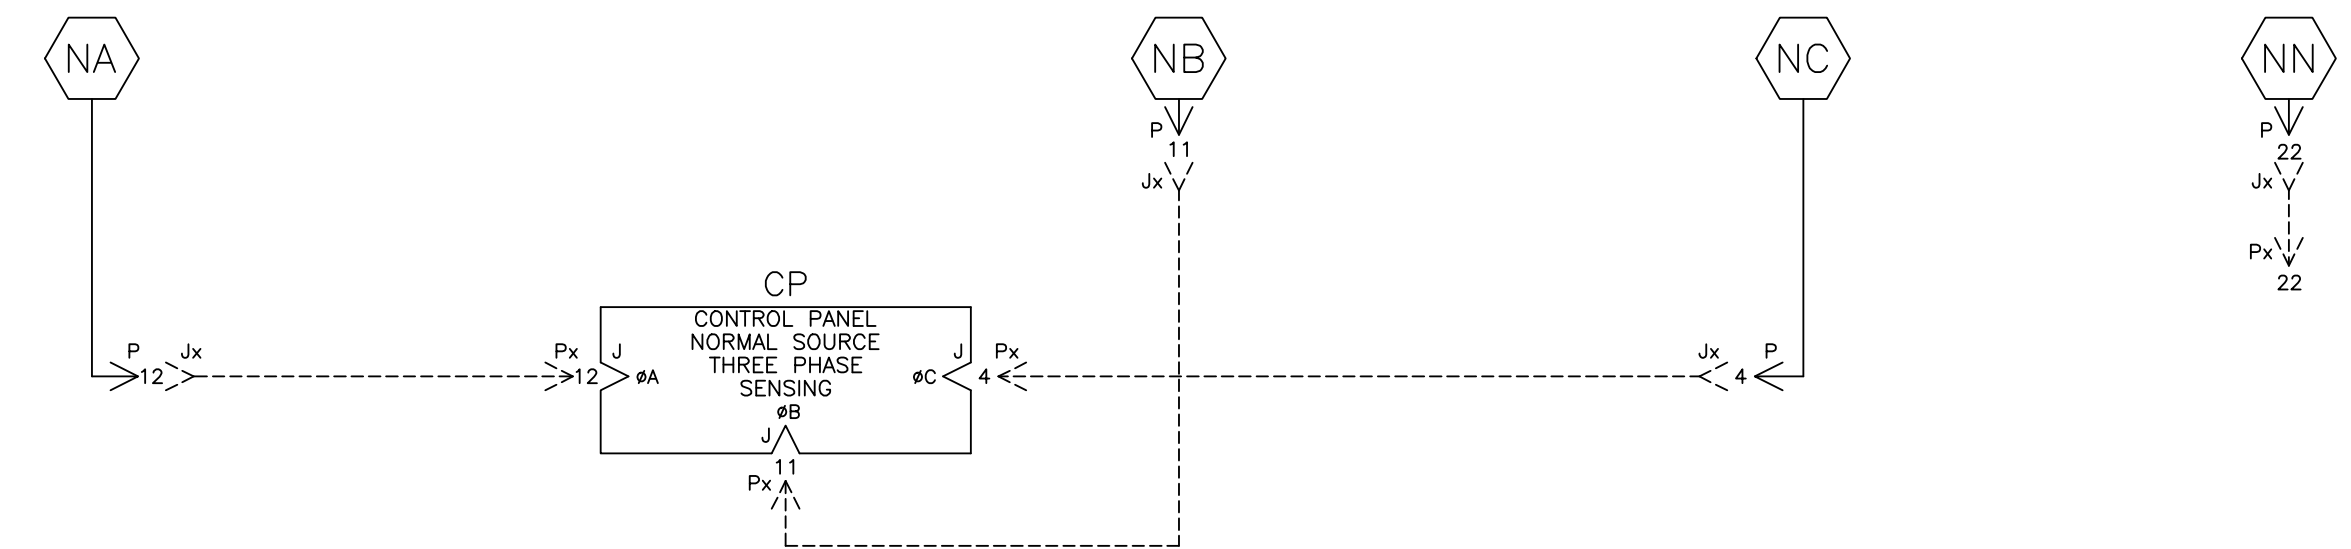 NA
NB
NC
NN
P
11
Jx
P
22
Jx
Px
22
CP
CONTROL PANEL
NORMAL SOURCE
THREE PHASE
SENSING
P
12
Jx
Px
12
J
øA
øC
J
4
Px
Jx
4
P
øB
J
11
Px